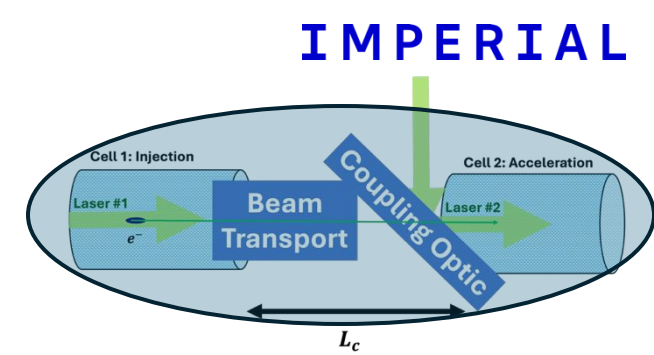 IMPERIAL
Cell 1: Injection
Cell 2: Acceleration
Laser #1
e⁻
Beam
Transport
Coupling Optic
Laser #2
L_c